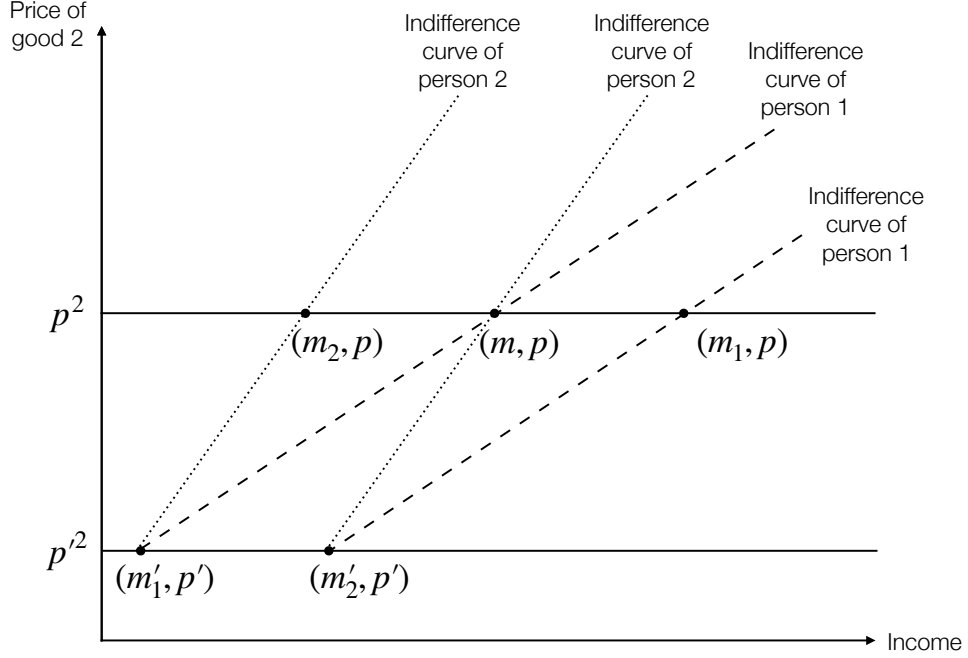 Price of
good 2
Indifference
curve of
person 2
Indifference
curve of
person 2
Indifference
curve of
person 1
Indifference
curve of
person 1
p²
(m₂, p)
(m, p)
(m₁, p)
p′²
(m′₁, p′)
(m′₂, p′)
Income